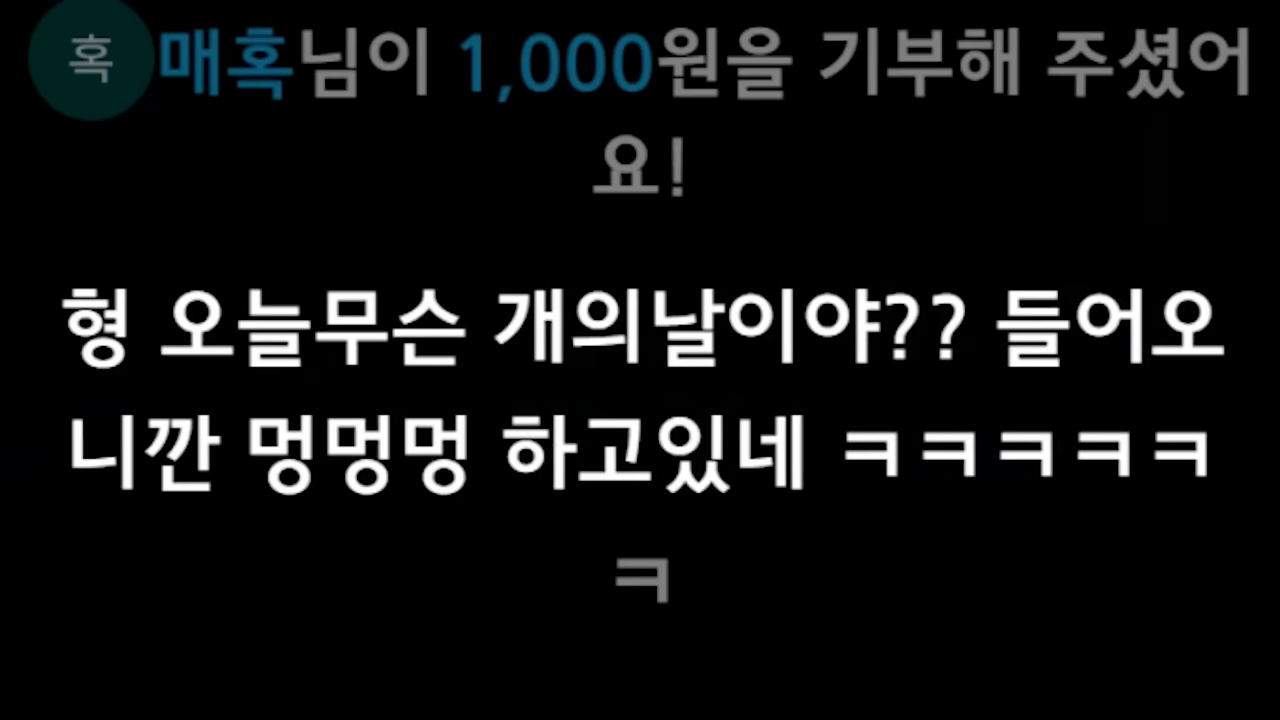 혹 매혹님이 1,000원을 기부해 주셨어
요!
형 오늘무슨 개의날이야?? 들어오
니깐 멍멍멍 하고있네 ㅋㅋㅋㅋㅋ
ㅋ